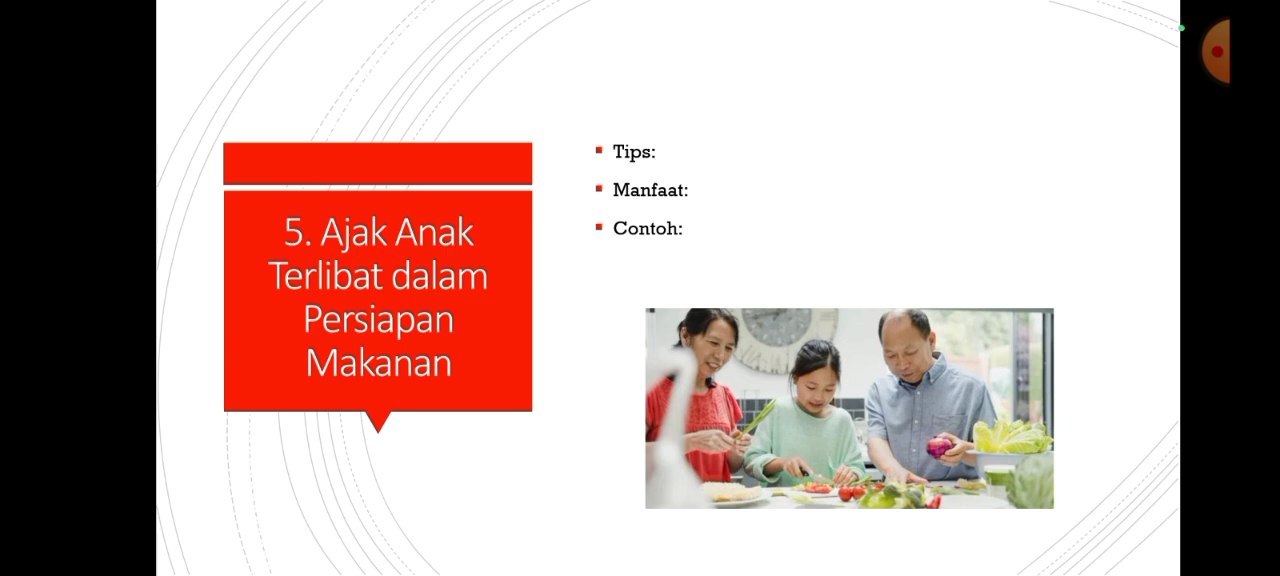 5. Ajak Anak
Terlibat dalam
Persiapan
Makanan
Tips:
Manfaat:
Contoh: